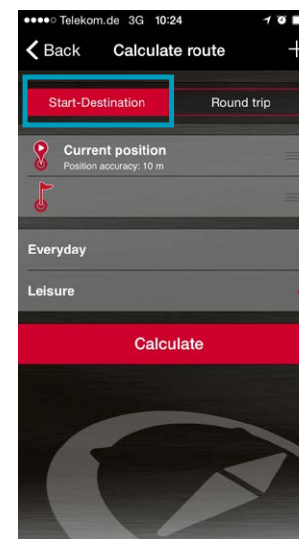 ●●●●○ Telekom.de 3G 10:24
Back Calculate route +
Start-Destination Round trip
Current position
Position accuracy: 10 m
Everyday
Leisure
Calculate